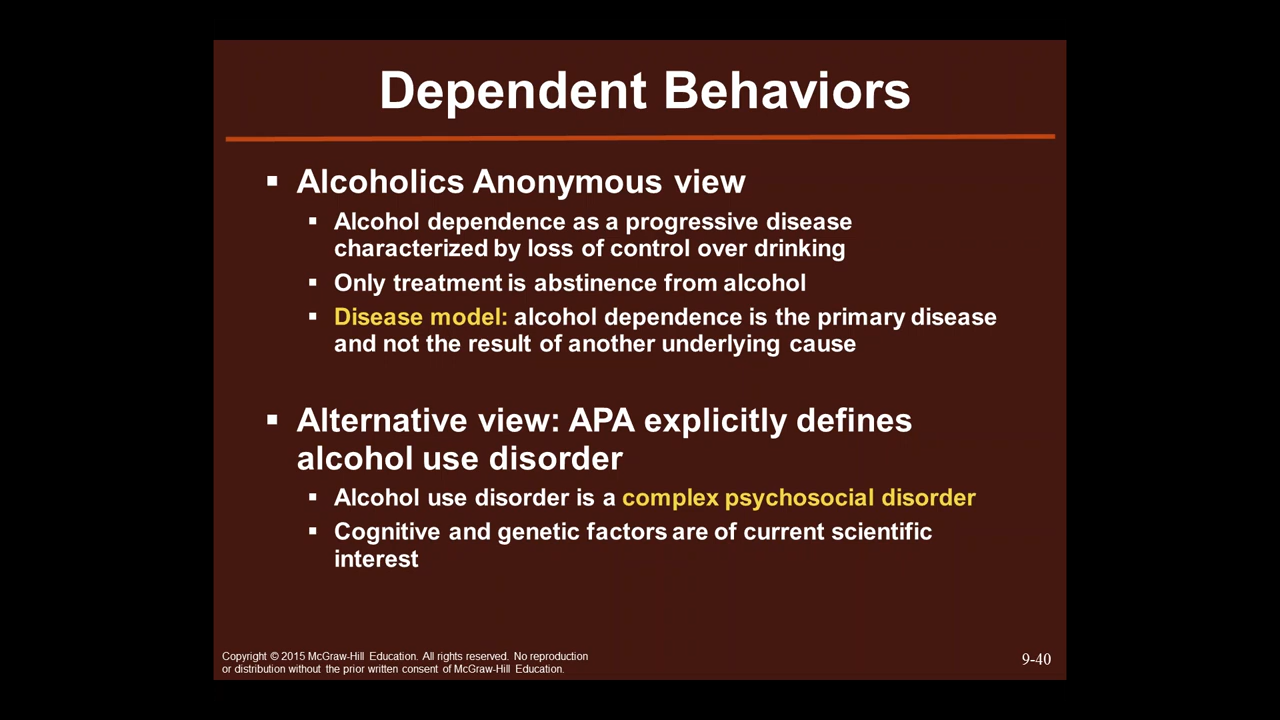 Dependent Behaviors
▪ Alcoholics Anonymous view
▪ Alcohol dependence as a progressive disease
characterized by loss of control over drinking
▪ Only treatment is abstinence from alcohol
▪ Disease model: alcohol dependence is the primary disease
and not the result of another underlying cause
▪ Alternative view: APA explicitly defines
alcohol use disorder
▪ Alcohol use disorder is a complex psychosocial disorder
▪ Cognitive and genetic factors are of current scientific
interest
Copyright © 2015 McGraw-Hill Education. All rights reserved. No reproduction
or distribution without the prior written consent of McGraw-Hill Education.
9-40